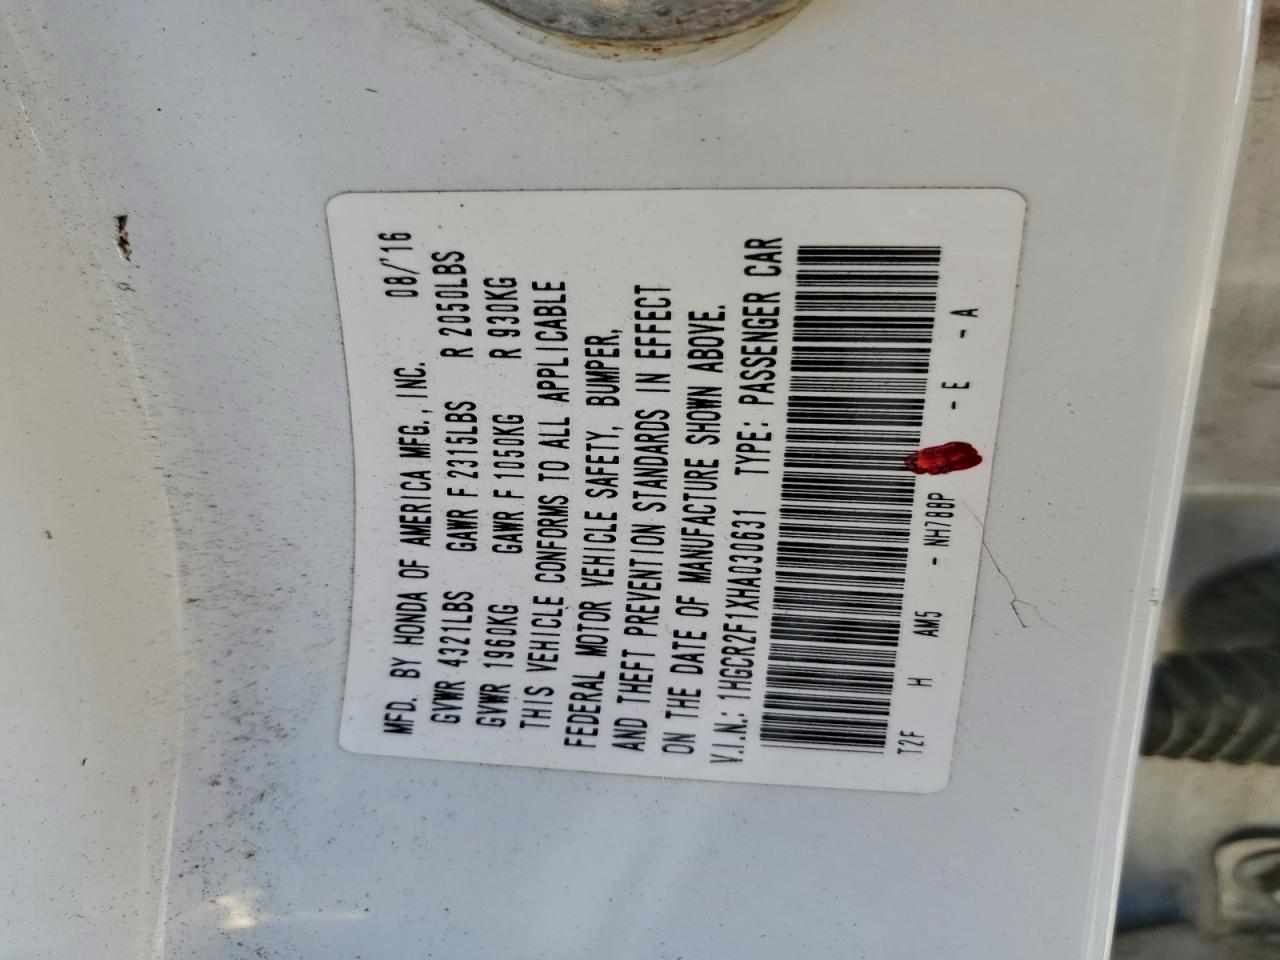 MFD. BY HONDA OF AMERICA MFG., INC. 08/'16
GVWR 4321LBS GAWR F 2315LBS R 2050LBS
GVWR 1960KG GAWR F 1050KG R 930KG
THIS VEHICLE CONFORMS TO ALL APPLICABLE
FEDERAL MOTOR VEHICLE SAFETY, BUMPER,
AND THEFT PREVENTION STANDARDS IN EFFECT
ON THE DATE OF MANUFACTURE SHOWN ABOVE.
V.I.N.: 1HGCR2F1XHA030631 TYPE: PASSENGER CAR
T2F H AM5 - NH788P - E - A